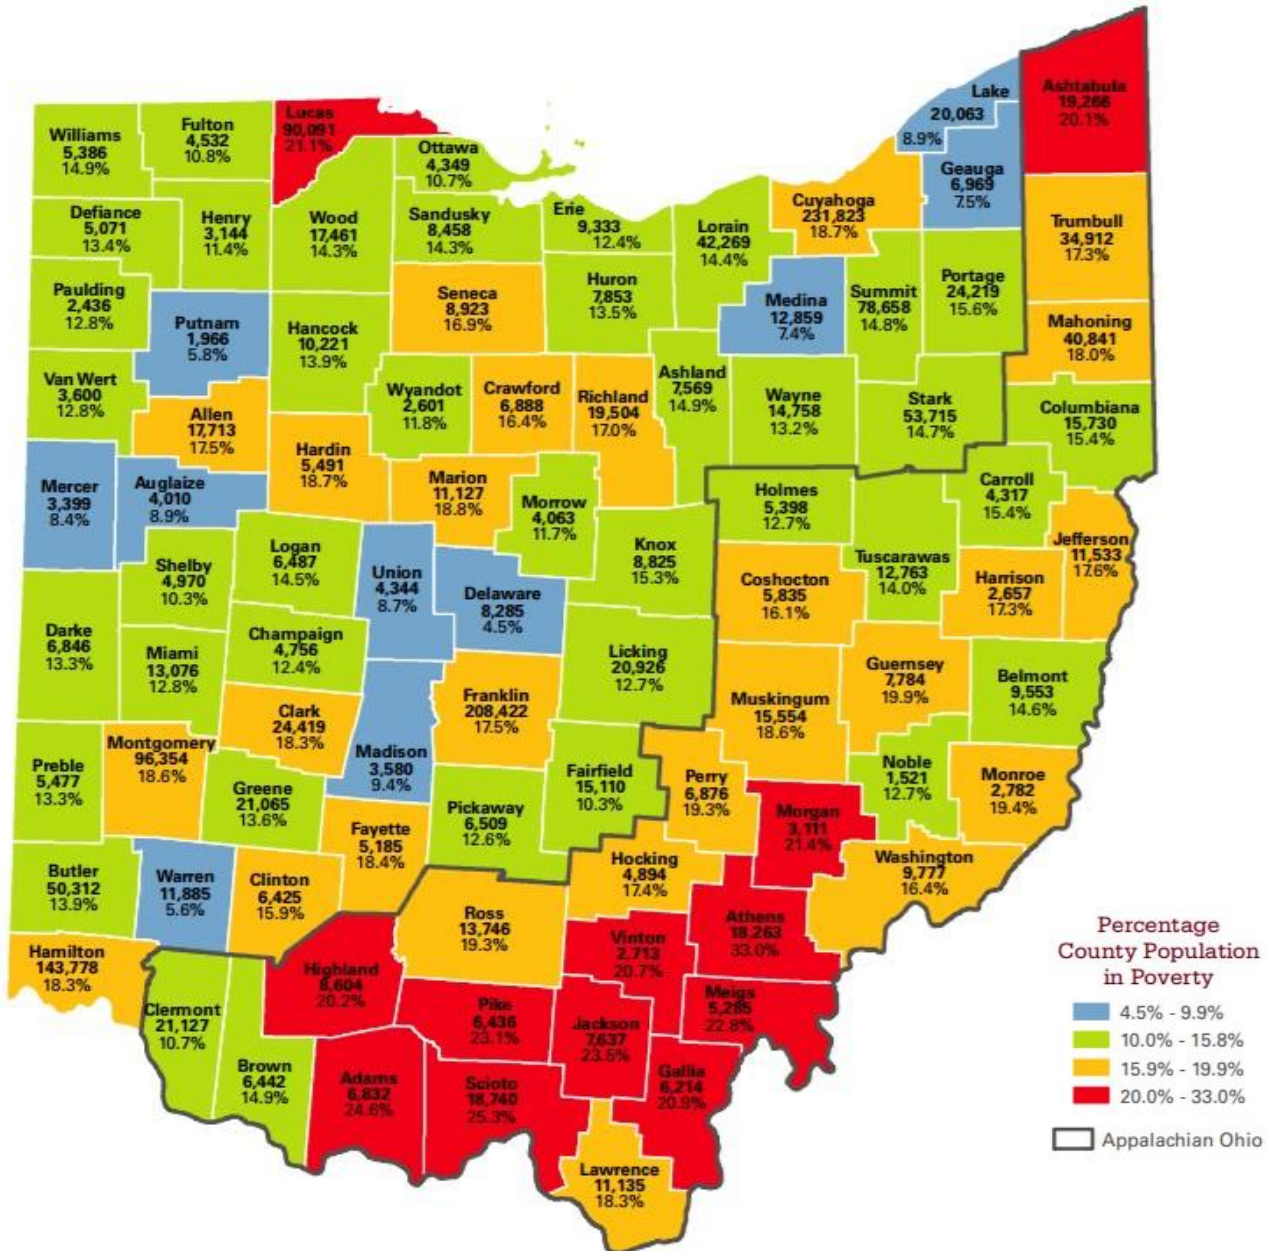 Lake
20,063
8.9%
Ashtabula
19,266
20.1%
Williams
5,386
14.9%
Fulton
4,532
10.8%
Lucas
90,091
21.1%
Ottawa
4,349
10.7%
Geauga
6,969
7.5%
Defiance
5,071
13.4%
Henry
3,144
11.4%
Wood
17,461
14.3%
Sandusky
8,458
14.3%
Erie
9,333
12.4%
Lorain
42,269
14.4%
Cuyahoga
231,823
18.7%
Trumbull
34,912
17.3%
Paulding
2,436
12.8%
Putnam
1,966
5.8%
Hancock
10,221
13.9%
Seneca
8,923
16.9%
Huron
7,853
13.5%
Medina
12,859
7.4%
Summit
78,658
14.8%
Portage
24,219
15.6%
Mahoning
40,841
18.0%
Van Wert
3,600
12.8%
Allen
17,713
17.5%
Wyandot
2,601
11.8%
Crawford
6,888
16.4%
Richland
19,504
17.0%
Ashland
7,569
14.9%
Wayne
14,758
13.2%
Stark
53,715
14.7%
Columbiana
15,730
15.4%
Mercer
3,399
8.4%
Auglaize
4,010
8.9%
Hardin
5,491
18.7%
Marion
11,127
18.8%
Morrow
4,063
11.7%
Holmes
5,398
12.7%
Carroll
4,317
15.4%
Jefferson
11,533
17.6%
Shelby
4,970
10.3%
Logan
6,487
14.5%
Union
4,344
8.7%
Delaware
8,285
4.5%
Knox
8,825
15.3%
Coshocton
5,835
16.1%
Tuscarawas
12,763
14.0%
Harrison
2,657
17.3%
Darke
6,846
13.3%
Miami
13,076
12.8%
Champaign
4,756
12.4%
Licking
20,926
12.7%
Muskingum
15,554
18.6%
Guernsey
7,784
19.9%
Belmont
9,553
14.6%
Clark
24,419
18.3%
Madison
3,580
9.4%
Franklin
208,422
17.5%
Preble
5,477
13.3%
Montgomery
96,354
18.6%
Greene
21,065
13.6%
Pickaway
6,509
12.6%
Fairfield
15,110
10.3%
Perry
6,876
19.3%
Morgan
3,111
21.4%
Noble
1,521
12.7%
Monroe
2,782
19.4%
Fayette
5,185
18.4%
Butler
50,312
13.9%
Warren
11,885
5.6%
Clinton
6,425
15.9%
Ross
13,746
19.3%
Hocking
4,894
17.4%
Washington
9,777
16.4%
Athens
18,263
33.0%
Hamilton
143,778
18.3%
Highland
8,604
20.2%
Vinton
2,713
20.7%
Meigs
5,285
22.8%
Clermont
21,127
10.7%
Pike
6,436
23.1%
Jackson
7,637
23.5%
Brown
6,442
14.9%
Adams
6,832
24.6%
Scioto
18,740
25.3%
Gallia
6,214
20.9%
Lawrence
11,135
18.3%
Percentage
County Population
in Poverty
4.5% - 9.9%
10.0% - 15.8%
15.9% - 19.9%
20.0% - 33.0%
Appalachian Ohio